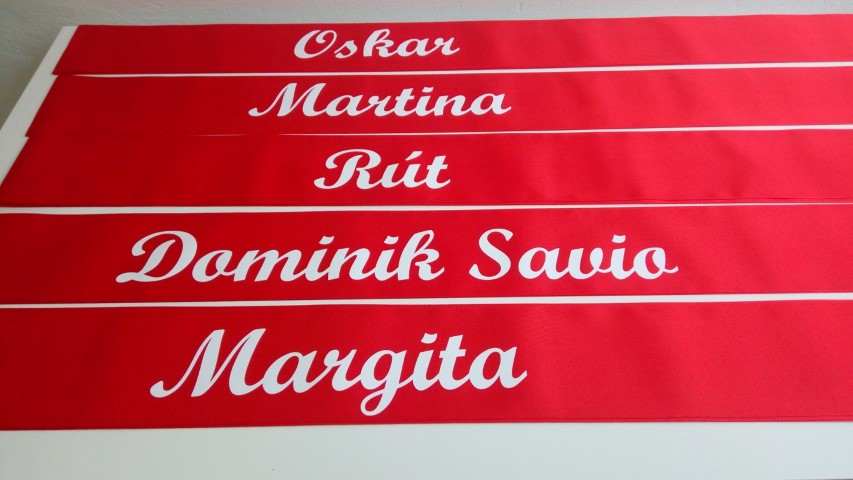 Oskar
Martina
Rút
Dominik Savio
Margita